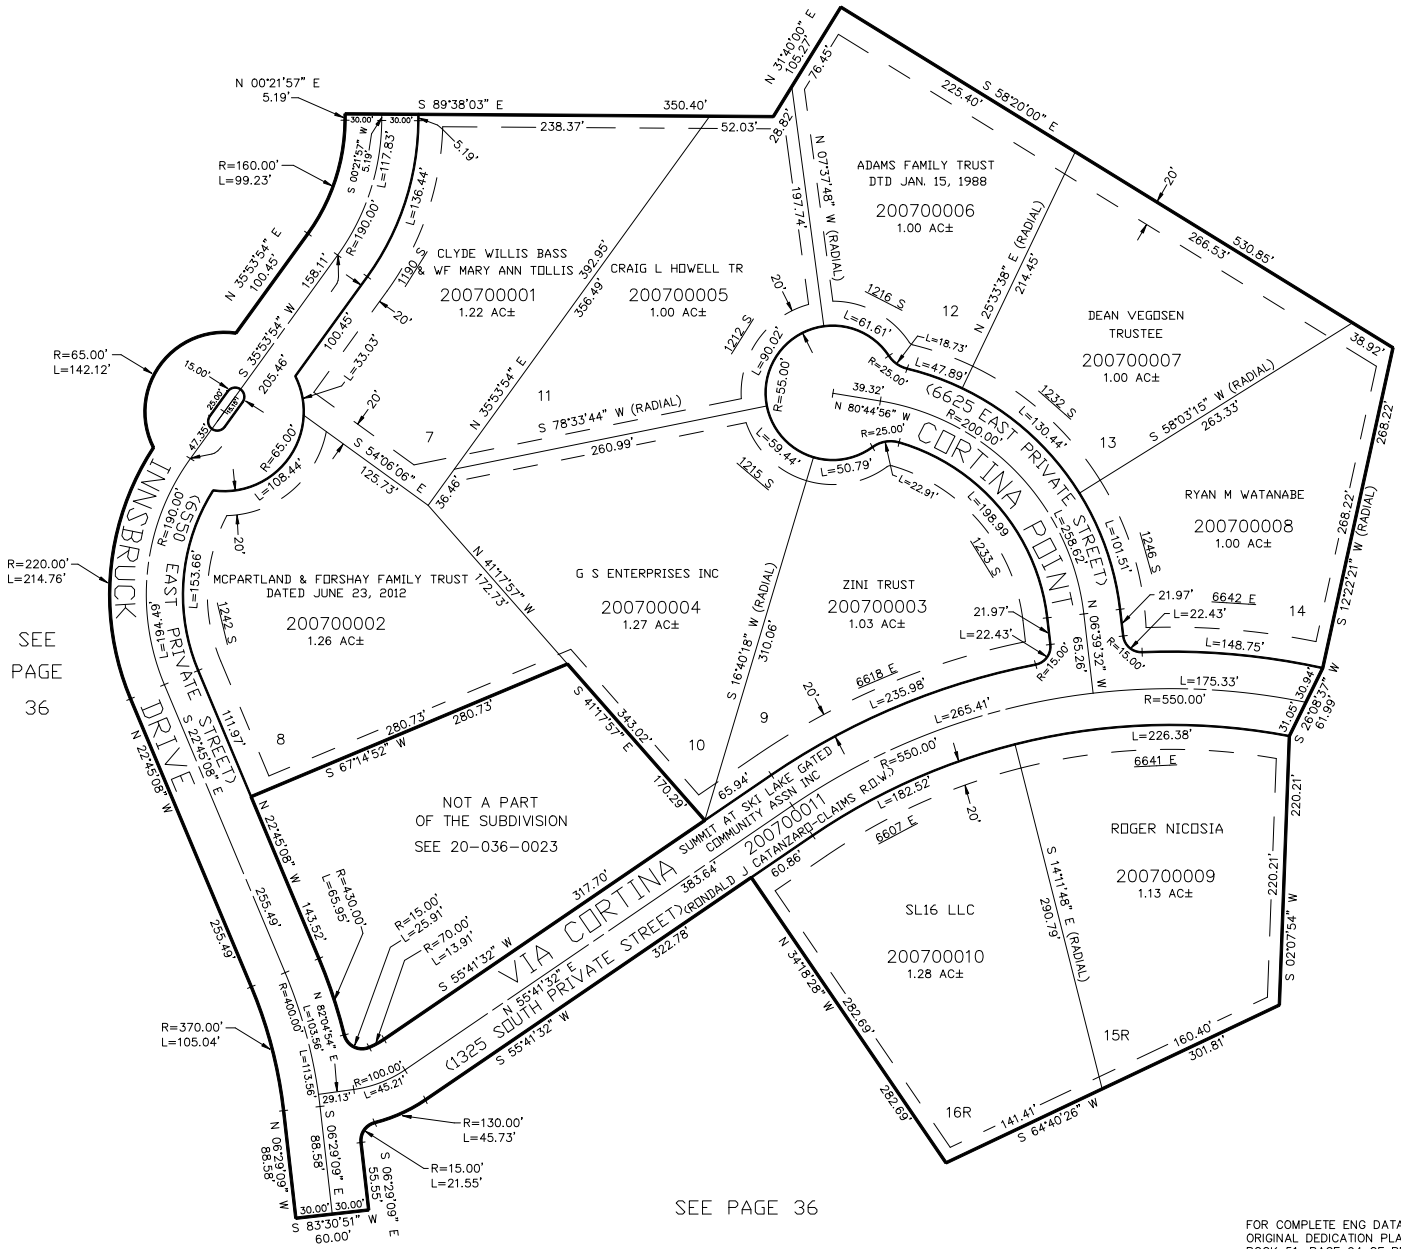 N 00°21'57" E
5.19'
S 89°38'03" E
350.40'
30.00'
30.00'
238.37'
52.03'
5.19'
S 00°21'57" W
5.19'
L=117.83'
L=136.44'
R=160.00'
L=99.23'
R=190.00'
N 35°53'54" E
100.45'
158.11'
S 35°53'54" W
205.46'
100.45'
1190 S
20'
L=33.03'
CLYDE WILLIS BASS
& WF MARY ANN TOLLIS
200700001
1.22 AC±
7
392.95'
356.49'
N 35°53'54" E
36.46'
CRAIG L HOWELL TR
200700005
1.00 AC±
11
1212 S
L=90.02'
20'
S 78°33'44" W (RADIAL)
260.99'
N 31°40'00" E
105.27'
76.45'
28.82'
N 07°37'48" W (RADIAL)
197.74'
225.40'
S 58°20'00" E
20'
266.53'
530.85'
38.92'
ADAMS FAMILY TRUST
DTD JAN. 15, 1988
200700006
1.00 AC±
12
1216 S
L=61.61'
L=18.73'
R=25.00'
L=47.89'
N 25°33'38" E (RADIAL)
214.45'
DEAN VEGOSEN
TRUSTEE
200700007
1.00 AC±
1232 S
L=130.44'
13
S 58°03'15" W (RADIAL)
263.33'
268.22'
268.22'
S 12°22'21" W (RADIAL)
RYAN M WATANABE
200700008
1.00 AC±
1246 S
L=101.51'
14
6642 E
21.97'
L=22.43'
R=15.00'
L=148.75'
R=55.00'
39.32'
N 80°44'56" W
R=200.00'
R=25.00'
CORTINA POINT
(6625 EAST PRIVATE STREET)
L=258.62'
N 06°39'32" W
65.26'
L=59.44'
1215 S
L=50.79'
L=22.91'
L=198.99
1233 S
21.97'
L=22.43'
R=15.00'
R=65.00'
L=142.12'
15.00'
25.00'
47.35'
R=65.00'
L=108.44'
20'
S 54°06'06" E
125.73'
20'
INNSBRUCK DRIVE
(6550 EAST PRIVATE STREET)
R=190.00'
L=194.49'
L=153.66'
R=220.00'
L=214.76'
SEE
PAGE
36
MCPARTLAND & FORSHAY FAMILY TRUST
DATED JUNE 23, 2012
200700002
1.26 AC±
1242 S
8
N 41°17'57" W
172.73'
280.73'
280.73'
S 67°14'52" W
111.97'
S 22°45'08" E
N 22°45'08" W
G S ENTERPRISES INC
200700004
1.27 AC±
10
S 16°40'18" W (RADIAL)
310.06'
ZINI TRUST
200700003
1.03 AC±
9
6618 E
20'
L=235.98'
L=265.41'
R=550.00'
L=175.33'
R=550.00'
31.05'
30.94'
S 26°08'37" W
61.99'
L=226.38'
6641 E
S 41°17'57" E
343.02'
170.29'
65.94'
NOT A PART
OF THE SUBDIVISION
SEE 20-036-0023
N 22°45'08" W
143.52'
255.49'
255.49'
R=430.00'
L=65.95'
R=15.00'
L=25.91'
R=70.00'
L=13.91'
317.70'
S 55°41'32" W
VIA CORTINA
(1325 SOUTH PRIVATE STREET)
SUMMIT AT SKI LAKE GATED
COMMUNITY ASSN INC
200700011
(RONDALD J CATANZARO-CLAIMS R.O.W.)
383.64'
N 55°41'32" E
322.78'
S 55°41'32" W
60.86'
L=182.52'
6607 E
20'
ROGER NICOSIA
200700009
1.13 AC±
220.21'
220.21'
S 02°07'54" W
S 14°11'48" E (RADIAL)
290.79'
SL16 LLC
200700010
1.28 AC±
N 34°18'28" W
282.69'
282.69'
15R
16R
160.40'
301.81'
141.41'
S 64°40'26" W
R=370.00'
L=105.04'
R=400.00'
L=103.56'
L=113.56'
N 82°04'54" E
29.13'
R=100.00'
L=45.21'
R=130.00'
L=45.73'
R=15.00'
L=21.55'
N 06°29'09" W
88.58'
S 06°29'09" E
88.58'
S 06°29'09" E
55.55'
30.00'
30.00'
S 83°30'51" W
60.00'
SEE PAGE 36
FOR COMPLETE ENG DATA
ORIGINAL DEDICATION PLA